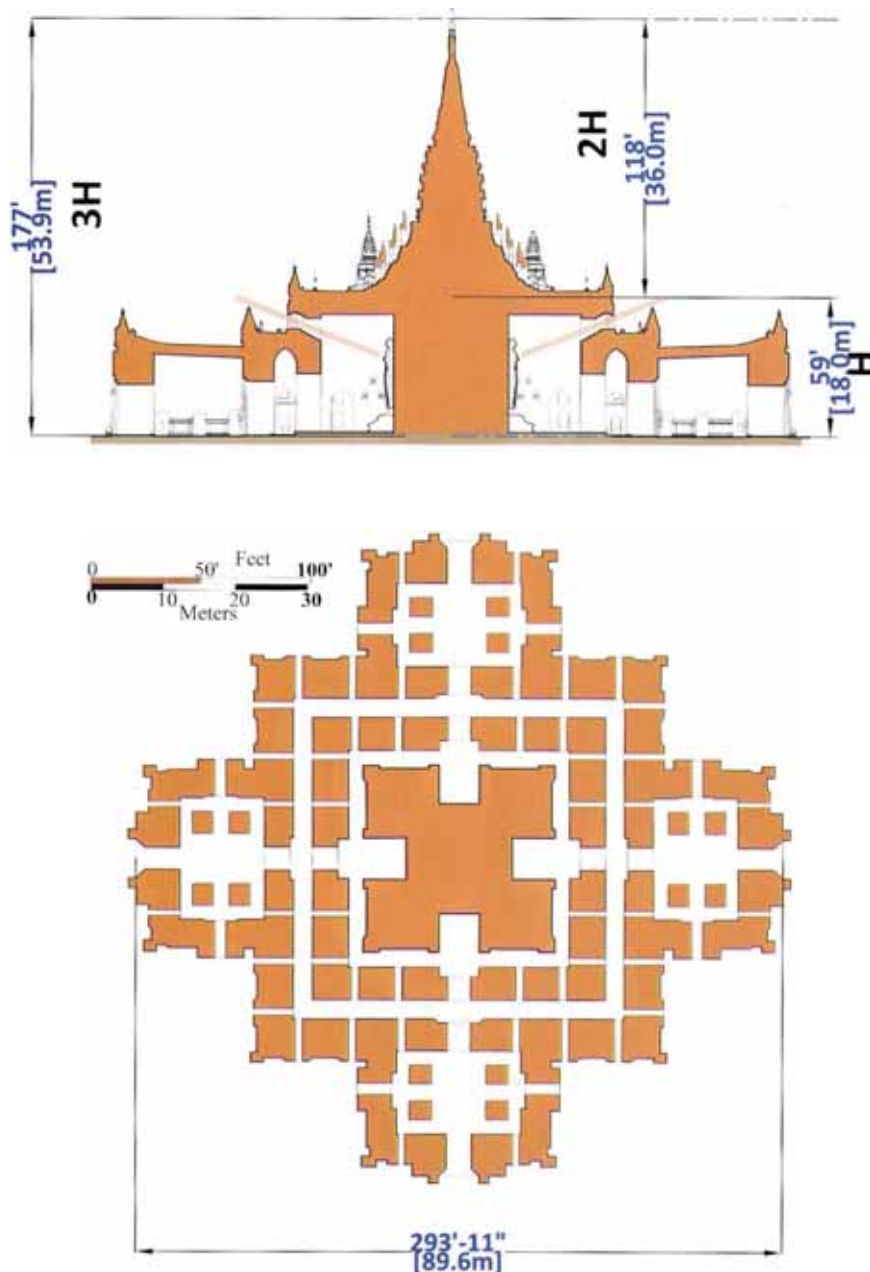 177'
[53.9m]
3H
2H
118'
[36.0m]
59'
[18.0m]
H
0 50' Feet 100'
0 10 20 30
Meters
293'-11"
[89.6m]